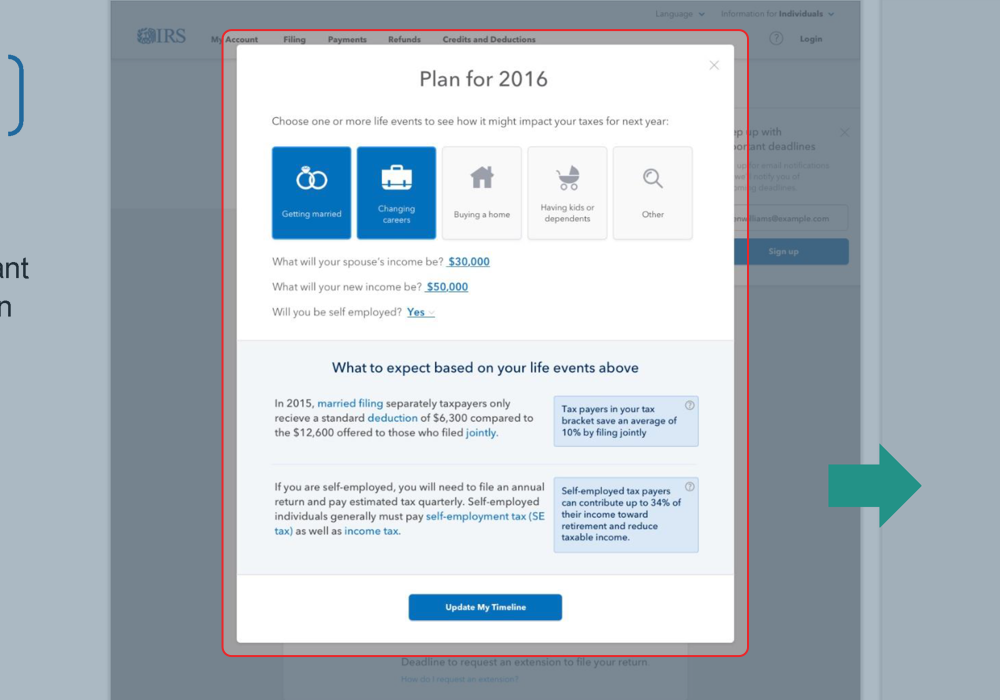 Language
Information for Individuals
IRS
My Account
Filing
Payments
Refunds
Credits and Deductions
Login
Plan for 2016
Choose one or more life events to see how it might impact your taxes for next year:
Getting married
Changing
careers
Buying a home
Having kids or
dependents
Other
What will your spouse's income be? $30,000
What will your new income be? $50,000
Will you be self employed? Yes
What to expect based on your life events above
In 2015, married filing separately taxpayers only
recieve a standard deduction of $6,300 compared to
the $12,600 offered to those who filed jointly.
Tax payers in your tax
bracket save an average of
10% by filing jointly
If you are self-employed, you will need to file an annual
return and pay estimated tax quarterly. Self-employed
individuals generally must pay self-employment tax (SE
tax) as well as income tax.
Self-employed tax payers
can contribute up to 34% of
their income toward
retirement and reduce
taxable income.
Update My Timeline
up with
deadlines
for email notifications
notify you of
deadlines.
Sign up
Deadline to request an extension to file your return.
How do I request an extension?